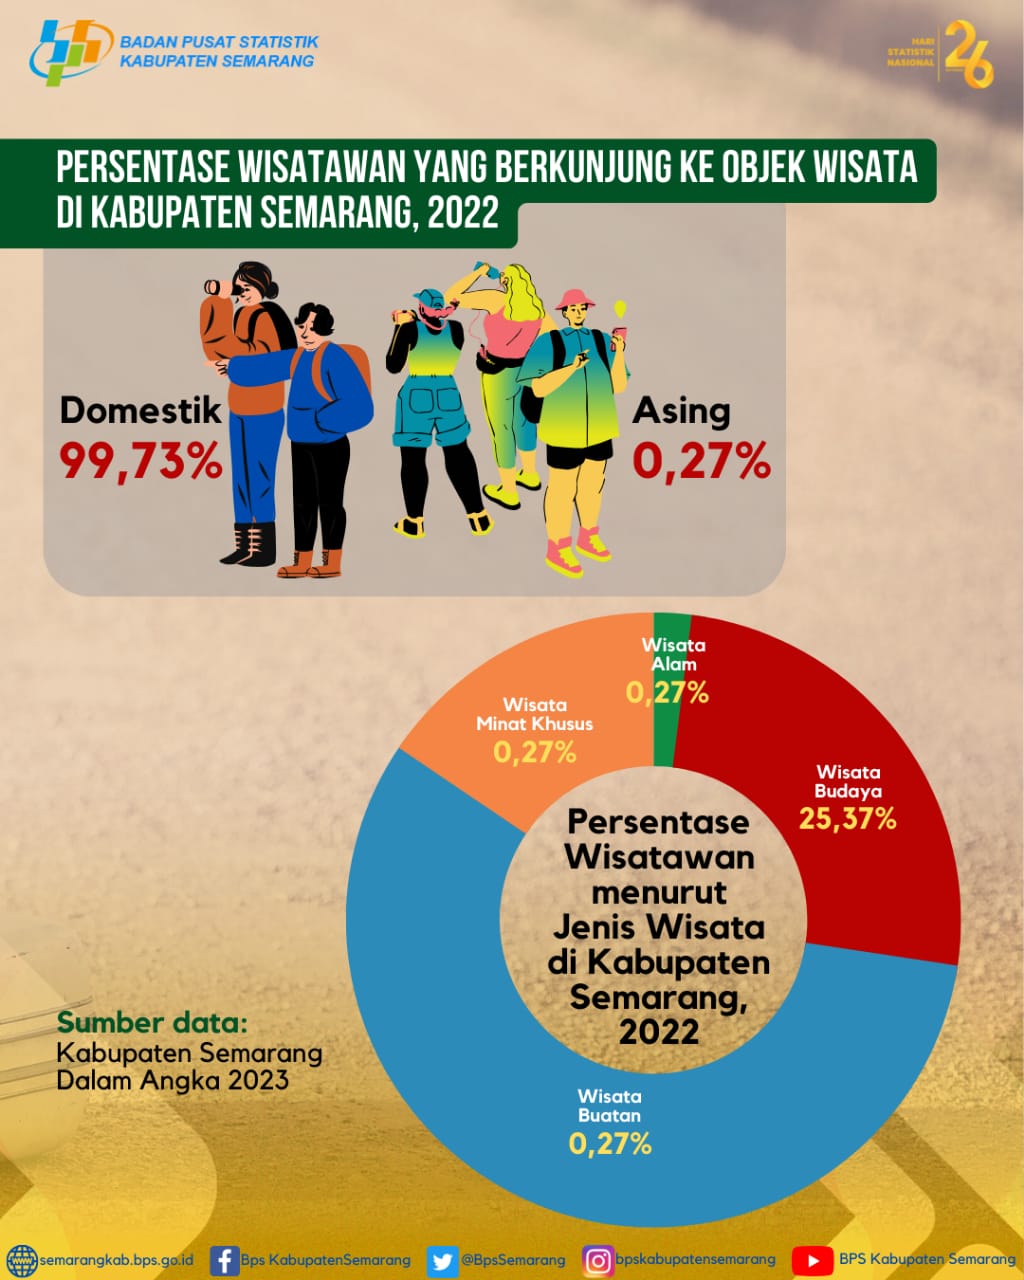 BADAN PUSAT STATISTIK
KABUPATEN SEMARANG
HARI
STATISTIK
NASIONAL
26
PERSENTASE WISATAWAN YANG BERKUNJUNG KE OBJEK WISATA
DI KABUPATEN SEMARANG, 2022
Domestik
99,73%
Asing
0,27%
Wisata
Alam
0,27%
Wisata
Minat Khusus
0,27%
Wisata
Budaya
25,37%
Persentase
Wisatawan
menurut
Jenis Wisata
di Kabupaten
Semarang,
2022
Wisata
Buatan
0,27%
Sumber data:
Kabupaten Semarang
Dalam Angka 2023
semarangkab.bps.go.id
Bps KabupatenSemarang
@BpsSemarang
bpskabupatensemarang
BPS Kabupaten Semarang